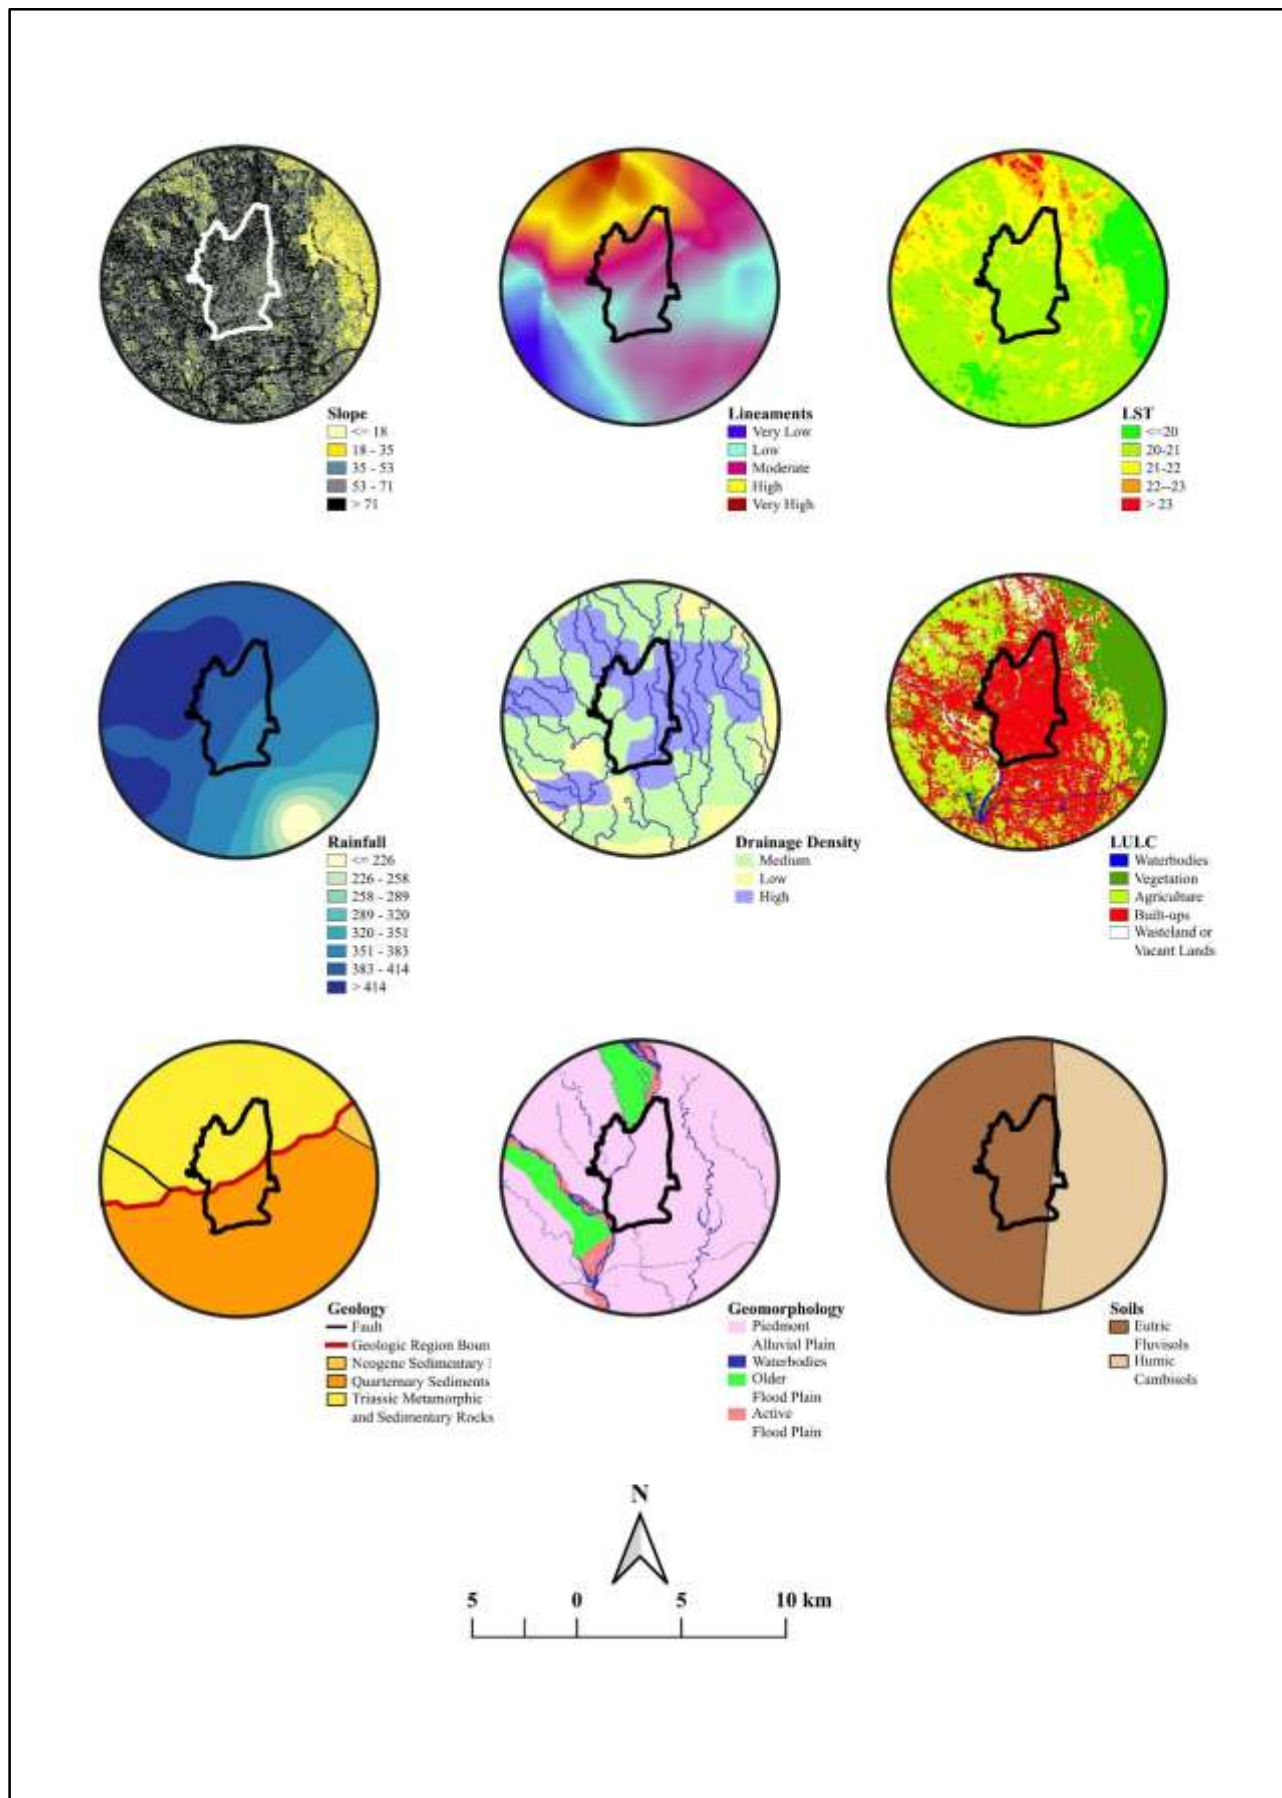 Slope
<= 18
18 - 35
35 - 53
53 - 71
> 71
Lineaments
Very Low
Low
Moderate
High
Very High
LST
<=20
20-21
21-22
22--23
> 23
Rainfall
<= 226
226 - 258
258 - 289
289 - 320
320 - 351
351 - 383
383 - 414
> 414
Drainage Density
Medium
Low
High
LULC
Waterbodies
Vegetation
Agriculture
Built-ups
Wasteland or
Vacant Lands
Geology
Fault
Geologic Region Boun
Neogene Sedimentary
Quarternary Sediments
Triassic Metamorphic
and Sedimentary Rocks
Geomorphology
Piedmont
Alluvial Plain
Waterbodies
Older
Flood Plain
Active
Flood Plain
Soils
Eutric
Fluvisols
Humic
Cambisols
N
5 0 5 10 km